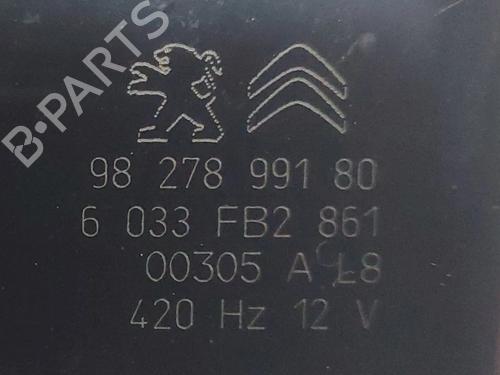 B-PARTS
98 278 991 80
6 033 FB2 861
00305 A L8
420 Hz 12 V